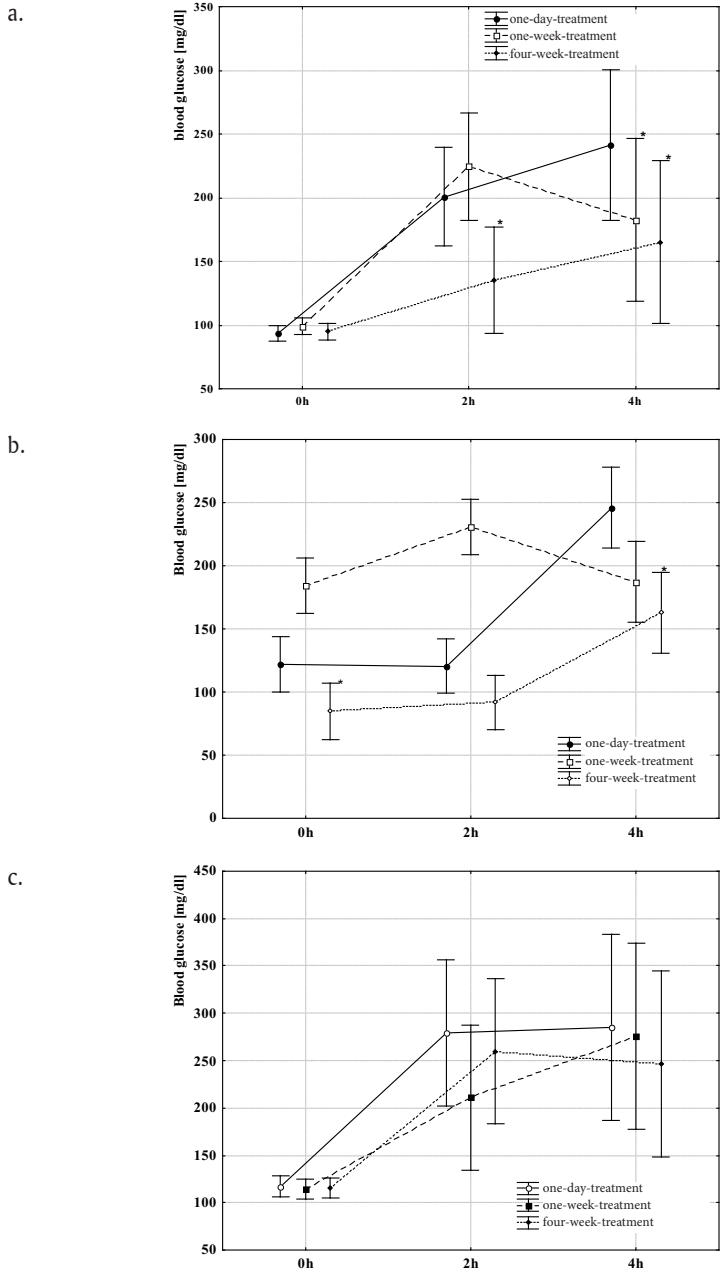 a.
350
300
250
200
150
100
50
blood glucose [mg/dl]
one-day-treatment
one-week-treatment
four-week-treatment
*
*
*
0h 2h 4h
b.
300
250
200
150
100
50
0
Blood glucose [mg/dl]
*
*
one-day-treatment
one-week-treatment
four-week-treatment
0h 2h 4h
c.
450
400
350
300
250
200
150
100
50
Blood glucose [mg/dl]
one-day-treatment
one-week-treatment
four-week-treatment
0h 2h 4h